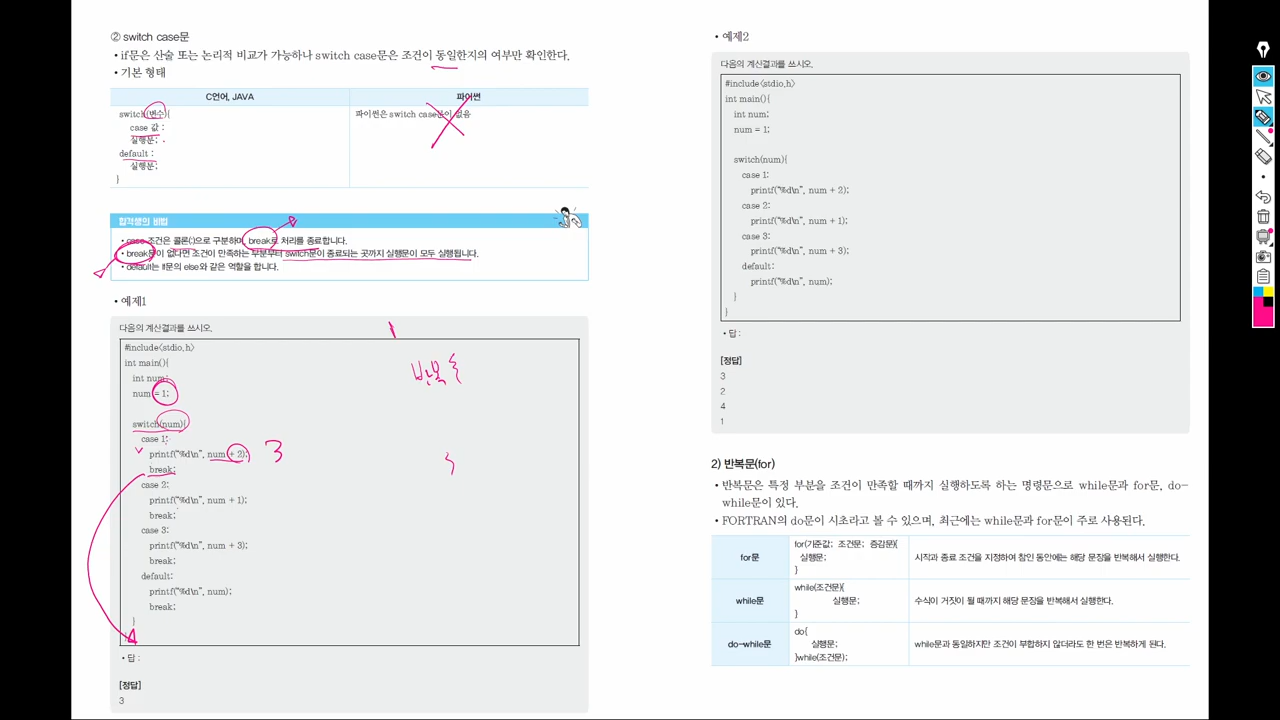 ② switch case문
• if문은 산술 또는 논리적 비교가 가능하나 switch case문은 조건이 동일한지의 여부만 확인한다.
• 기본 형태
C언어, JAVA
파이썬
switch(변수){
case 값 :
실행문;
default :
실행문;
}
파이썬은 switch case문이 없음
합격생의 비법
• case 조건은 콜론(:)으로 구분하며, break로 처리를 종료합니다.
• break문이 없다면 조건이 만족하는 부분부터 switch문이 종료되는 곳까지 실행문이 모두 실행됩니다.
• default는 if문의 else와 같은 역할을 합니다.
• 예제1
다음의 계산결과를 쓰시오.
#include<stdio.h>
int main(){
int num;
num = 1;
switch(num){
case 1:
printf("%d\n", num + 2);
break;
case 2:
printf("%d\n", num + 1);
break;
case 3:
printf("%d\n", num + 3);
break;
default:
printf("%d\n", num);
break;
}
}
3
반복 {
}
• 답 :
[정답]
3
• 예제2
다음의 계산결과를 쓰시오.
#include<stdio.h>
int main(){
int num;
num = 1;
switch(num){
case 1:
printf("%d\n", num + 2);
case 2:
printf("%d\n", num + 1);
case 3:
printf("%d\n", num + 3);
default:
printf("%d\n", num);
}
}
• 답 :
[정답]
3
2
4
1
2) 반복문(for)
• 반복문은 특정 부분을 조건이 만족할 때까지 실행하도록 하는 명령문으로 while문과 for문, do-
while문이 있다.
• FORTRAN의 do문이 시초라고 볼 수 있으며, 최근에는 while문과 for문이 주로 사용된다.
for문
for(기준값; 조건문; 증감문){
실행문;
}
시작과 종료 조건을 지정하여 참인 동안에는 해당 문장을 반복해서 실행한다.
while문
while(조건문){
실행문;
}
수식이 거짓이 될 때까지 해당 문장을 반복해서 실행한다.
do-while문
do{
실행문;
}while(조건문);
while문과 동일하지만 조건이 부합하지 않더라도 한 번은 반복하게 된다.